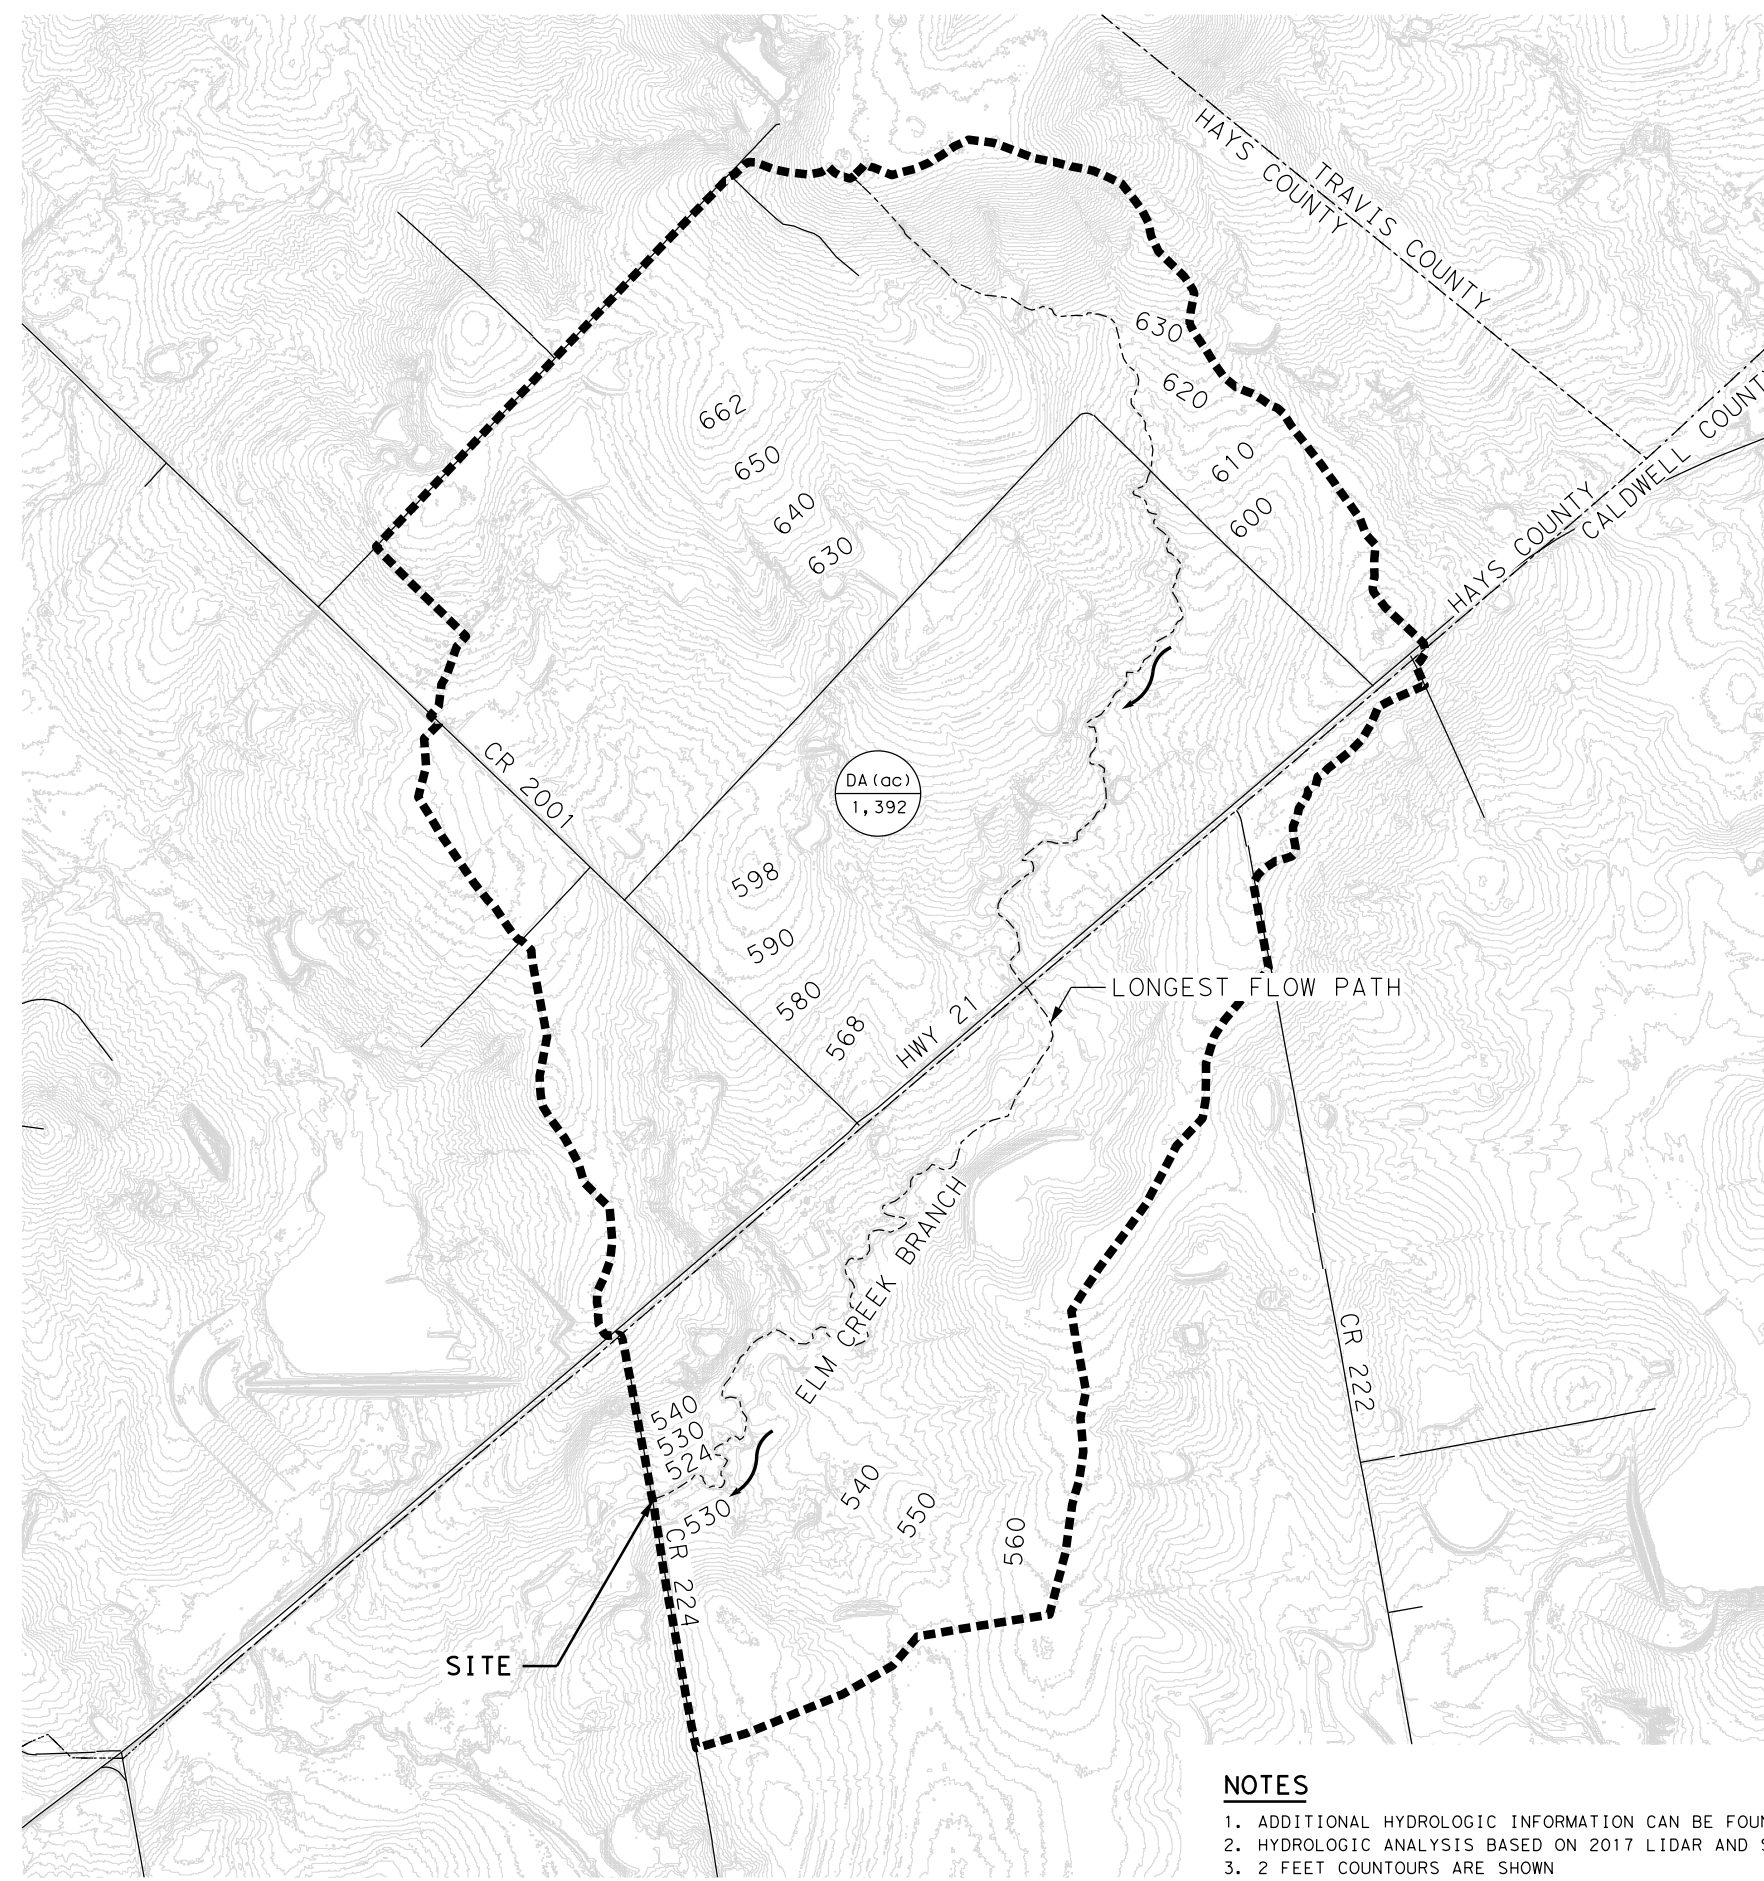 HAYS COUNTY
TRAVIS COUNTY
630
620
662
650
640
630
610
600
HAYS COUNTY
CALDWELL COUNT
CR 2001
DA(ac)
1,392
598
590
580
568
HWY 21
LONGEST FLOW PATH
ELM CREEK BRANCH
CR 222
540
530
524
530
540
550
560
CR 224
SITE
NOTES
1. ADDITIONAL HYDROLOGIC INFORMATION CAN BE FOU
2. HYDROLOGIC ANALYSIS BASED ON 2017 LIDAR AND
3. 2 FEET COUNTOURS ARE SHOWN